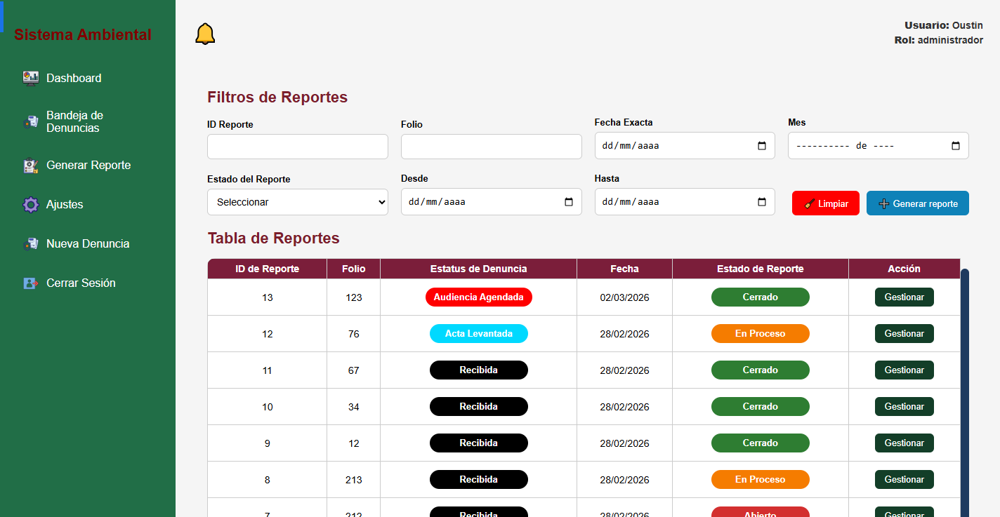 Sistema Ambiental
Usuario: Oustin
Rol: administrador
Dashboard
Bandeja de
Denuncias
Generar Reporte
Ajustes
Nueva Denuncia
Cerrar Sesión
Filtros de Reportes
ID Reporte Folio Fecha Exacta Mes
dd/mm/aaaa ---------- de ----
Estado del Reporte Desde Hasta
Seleccionar dd/mm/aaaa dd/mm/aaaa Limpiar Generar reporte
Tabla de Reportes
ID de Reporte Folio Estatus de Denuncia Fecha Estado de Reporte Acción
13 123 Audiencia Agendada 02/03/2026 Cerrado Gestionar
12 76 Acta Levantada 28/02/2026 En Proceso Gestionar
11 67 Recibida 28/02/2026 Cerrado Gestionar
10 34 Recibida 28/02/2026 Cerrado Gestionar
9 12 Recibida 28/02/2026 Cerrado Gestionar
8 213 Recibida 28/02/2026 En Proceso Gestionar
7 212 Recibida 28/02/2026 Abierto Gestionar